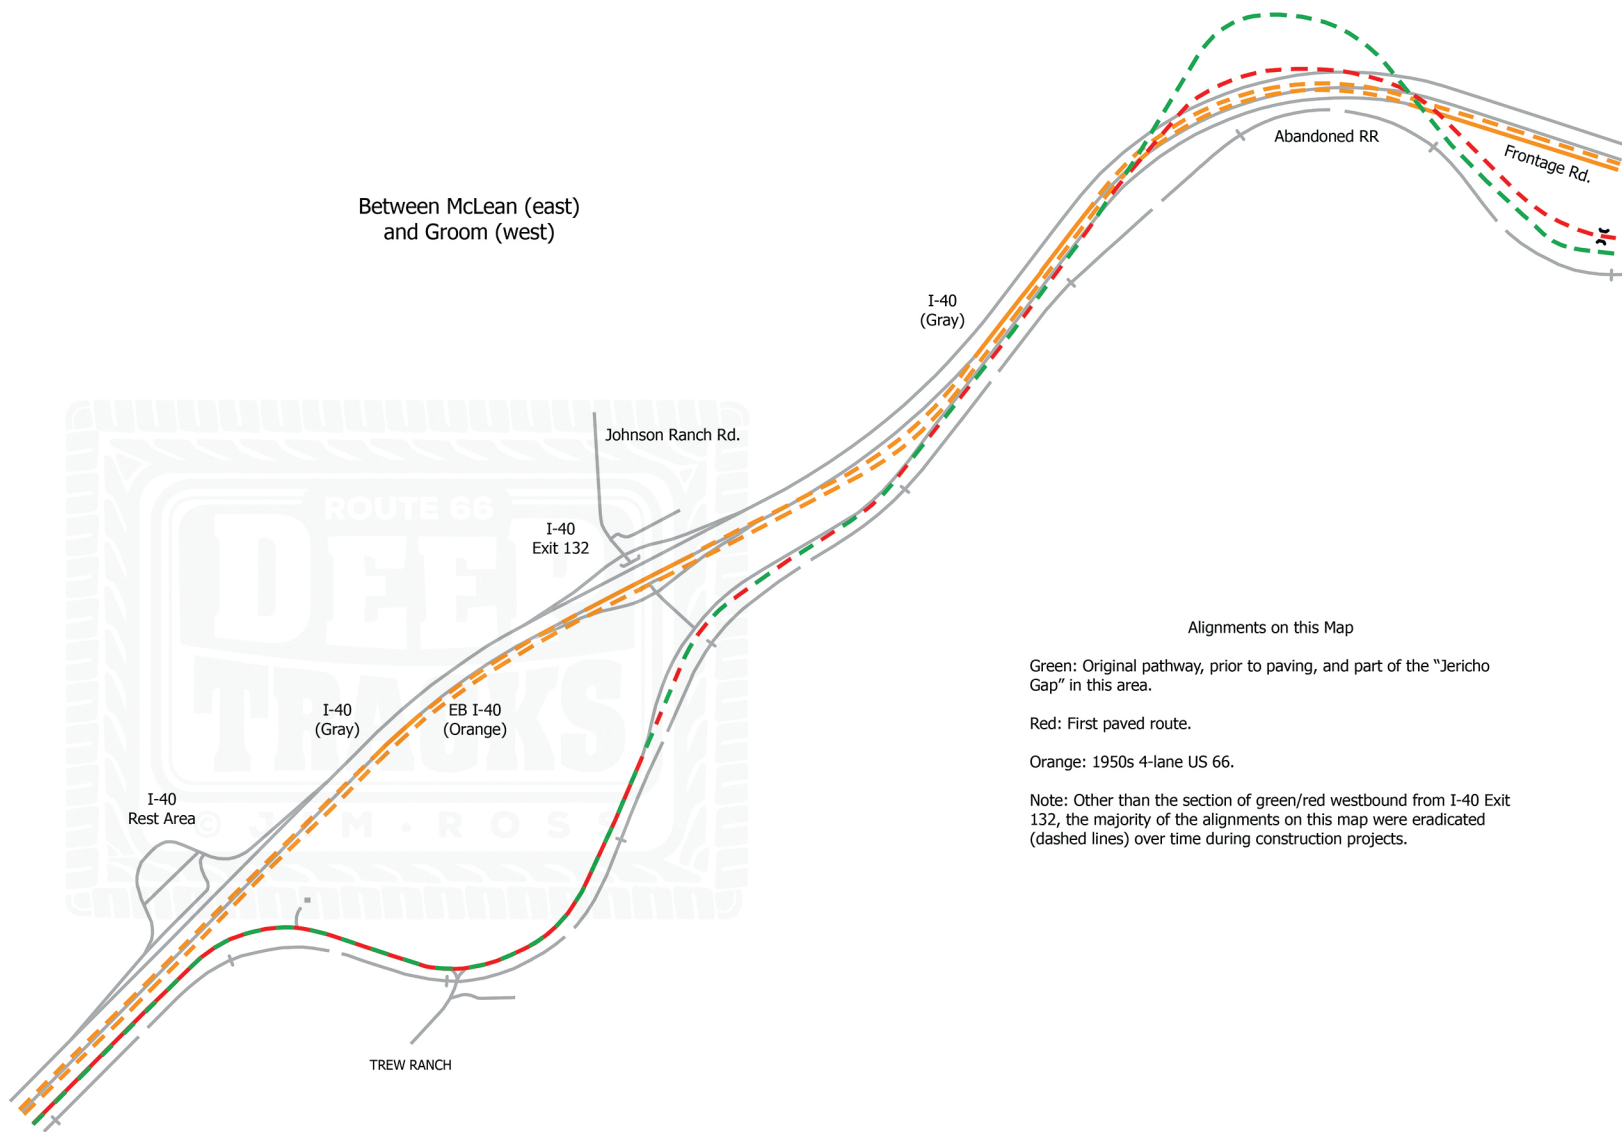 Abandoned RR
Frontage Rd.
Between McLean (east)
and Groom (west)
I-40
(Gray)
Johnson Ranch Rd.
ROUTE 66
I-40
Exit 132
DEEP
TRACKS
I-40
(Gray)
EB I-40
(Orange)
I-40
Rest Area
© JIM • ROSS
TREW RANCH
Alignments on this Map
Green: Original pathway, prior to paving, and part of the “Jericho
Gap” in this area.
Red: First paved route.
Orange: 1950s 4-lane US 66.
Note: Other than the section of green/red westbound from I-40 Exit
132, the majority of the alignments on this map were eradicated
(dashed lines) over time during construction projects.